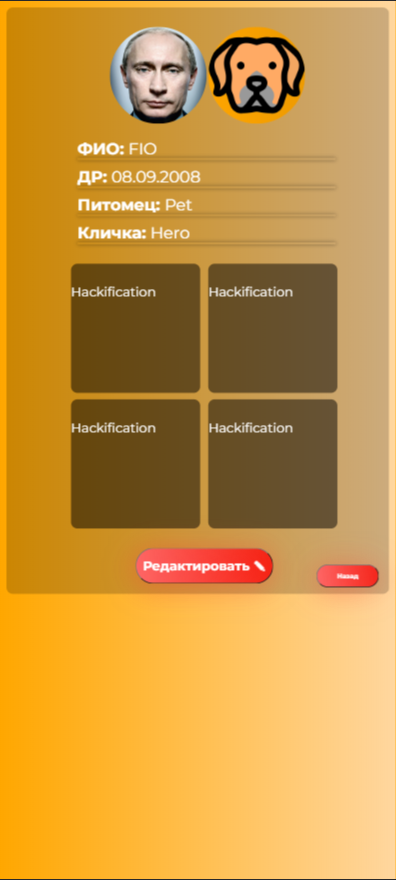 ФИО: FIO
ДР: 08.09.2008
Питомец: Pet
Кличка: Hero
Hackification
Hackification
Hackification
Hackification
Редактировать
Назад